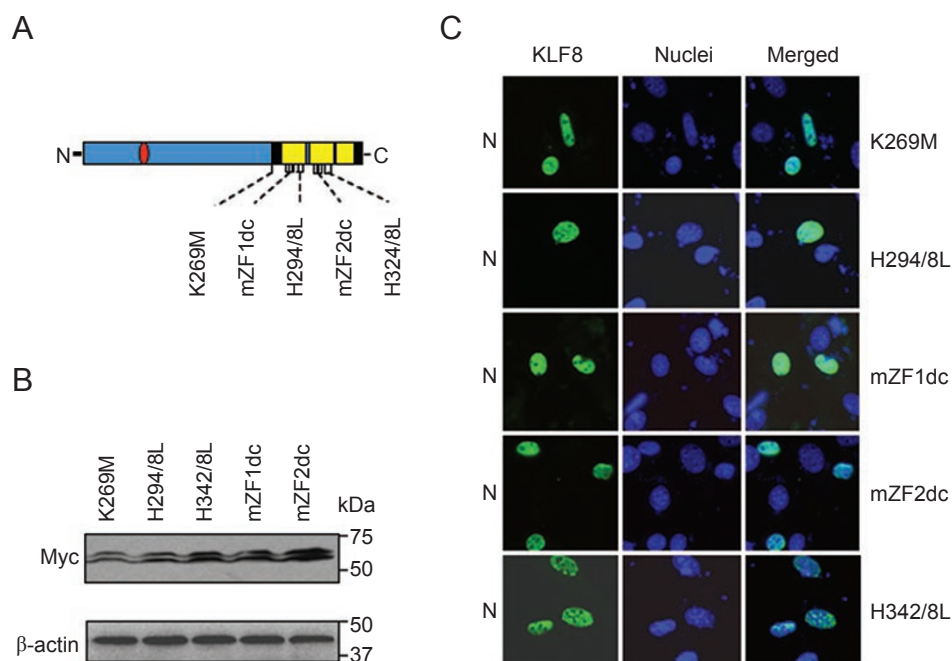 A
N
C
K269M
mZF1dc
H294/8L
mZF2dc
H324/8L
B
K269M
H294/8L
H342/8L
mZF1dc
mZF2dc
kDa
Myc
75
50
β-actin
50
37
C
KLF8 Nuclei Merged
N K269M
N H294/8L
N mZF1dc
N mZF2dc
N H342/8L